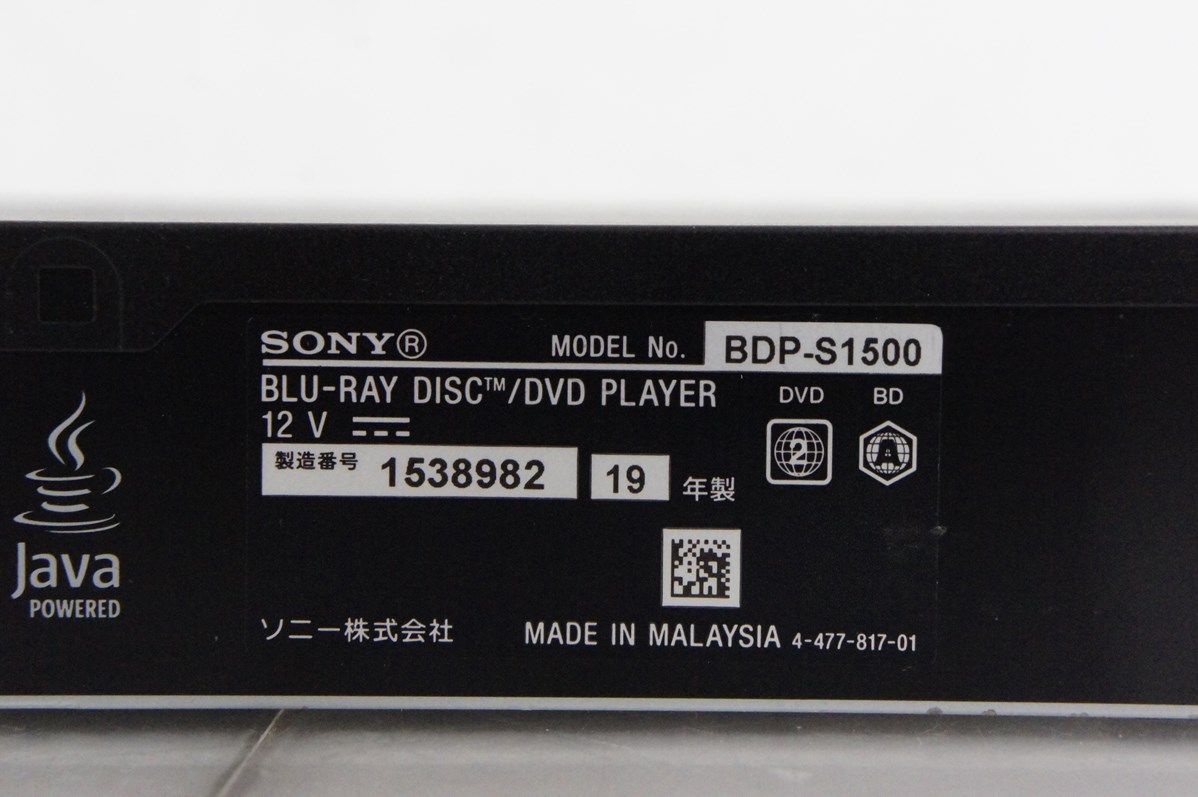 SONY® MODEL No. BDP-S1500
BLU-RAY DISC™/DVD PLAYER DVD BD
12 V
2 A
製造番号 1538982 19 年製
Java
POWERED
ソニー株式会社 MADE IN MALAYSIA 4-477-817-01